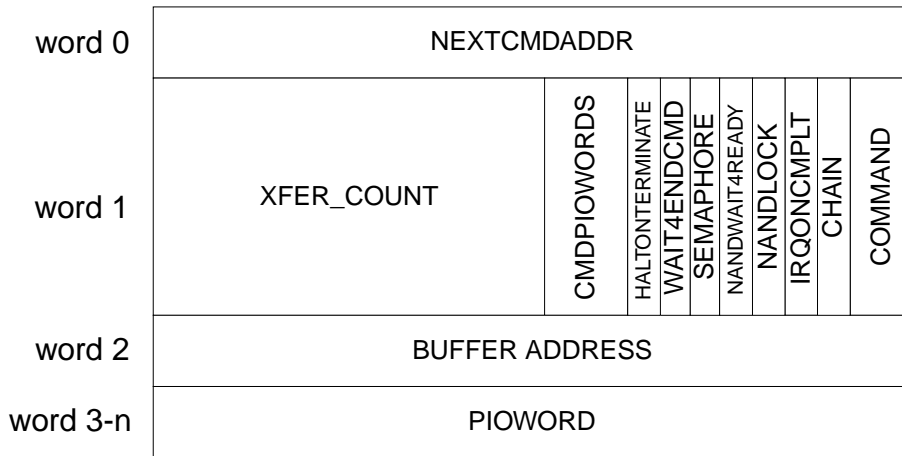 word 0
NEXTCMDADDR
word 1
XFER_COUNT
CMDPIOWORDS
HALTONTERMINATE
WAIT4ENDCMD
SEMAPHORE
NANDWAIT4READY
NANDLOCK
IRQONCMPLT
CHAIN
COMMAND
word 2
BUFFER ADDRESS
word 3-n
PIOWORD